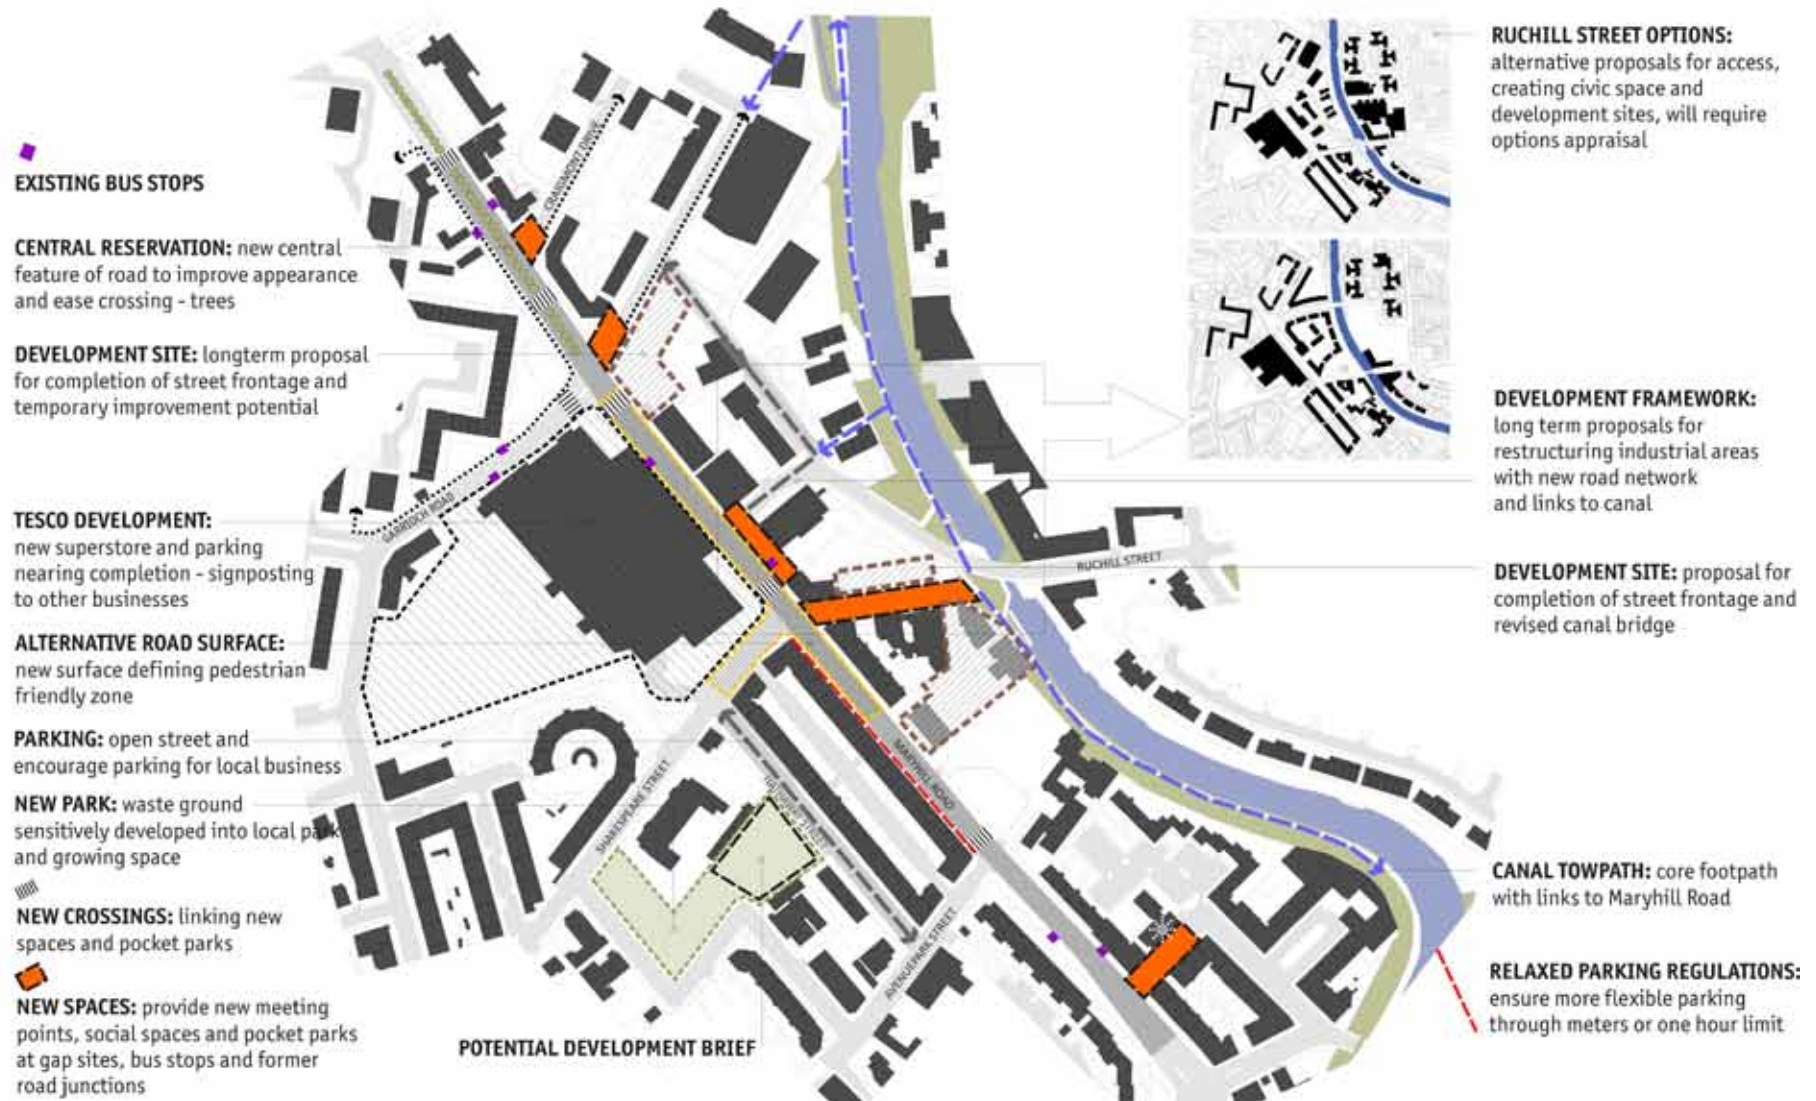 EXISTING BUS STOPS
CENTRAL RESERVATION: new central
feature of road to improve appearance
and ease crossing - trees
DEVELOPMENT SITE: longterm proposal
for completion of street frontage and
temporary improvement potential
TESCO DEVELOPMENT:
new superstore and parking
nearing completion - signposting
to other businesses
ALTERNATIVE ROAD SURFACE:
new surface defining pedestrian
friendly zone
PARKING: open street and
encourage parking for local business
NEW PARK: waste ground
sensitively developed into local park
and growing space
NEW CROSSINGS: linking new
spaces and pocket parks
NEW SPACES: provide new meeting
points, social spaces and pocket parks
at gap sites, bus stops and former
road junctions
GARRIOCH ROAD
SHAKESPEARE STREET
MARYHILL ROAD
AVENUEPARK STREET
RUCHILL STREET
POTENTIAL DEVELOPMENT BRIEF
RUCHILL STREET OPTIONS:
alternative proposals for access,
creating civic space and
development sites, will require
options appraisal
DEVELOPMENT FRAMEWORK:
long term proposals for
restructuring industrial areas
with new road network
and links to canal
DEVELOPMENT SITE: proposal for
completion of street frontage and
revised canal bridge
CANAL TOWPATH: core footpath
with links to Maryhill Road
RELAXED PARKING REGULATIONS:
ensure more flexible parking
through meters or one hour limit